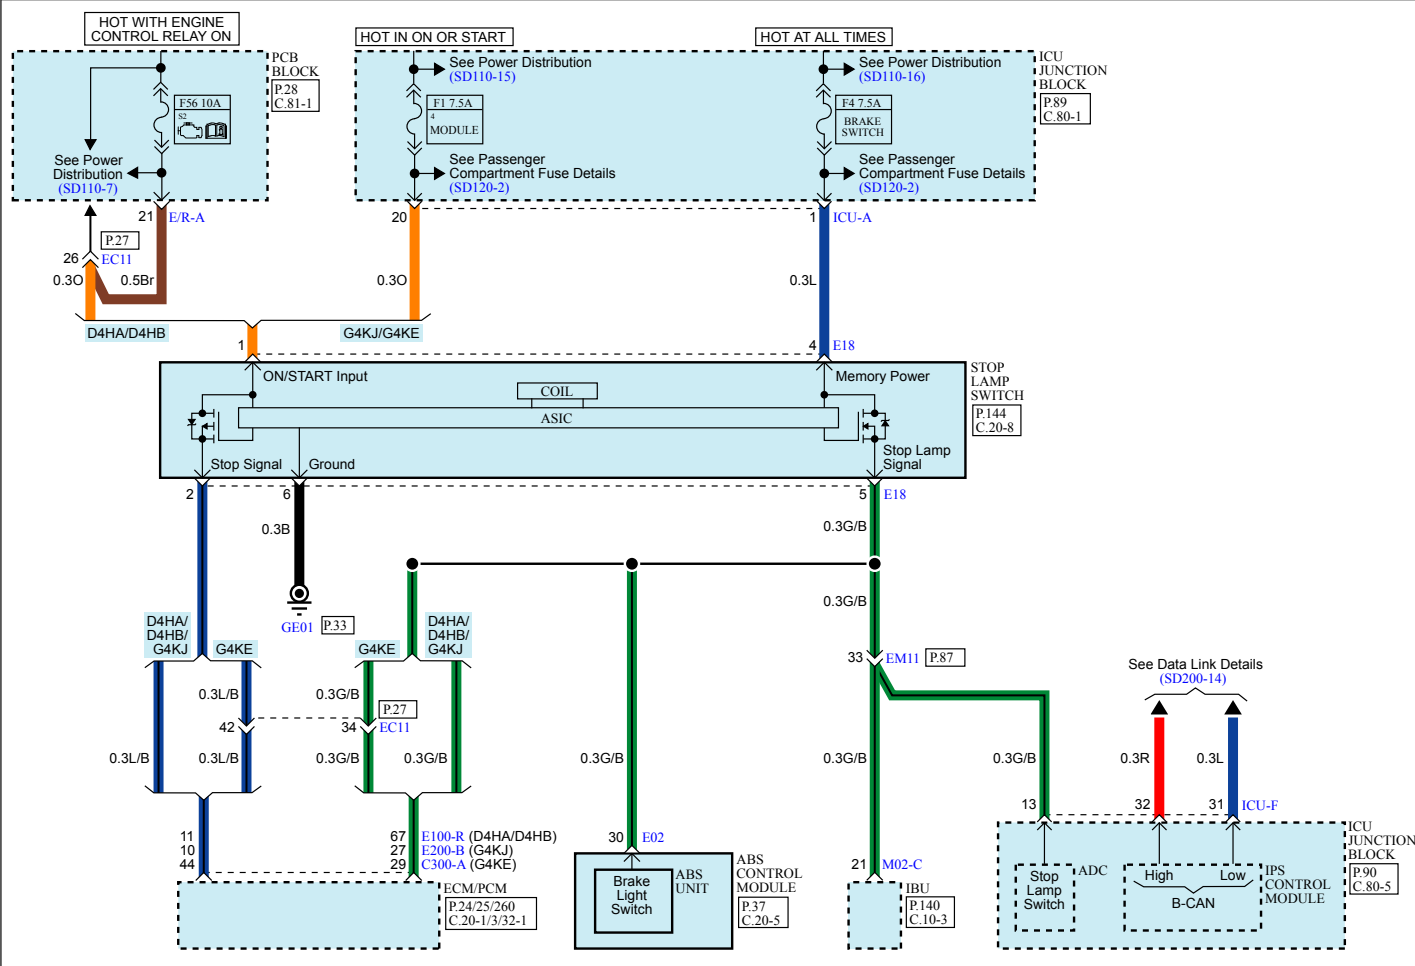 HOT WITH ENGINE
CONTROL RELAY ON
HOT IN ON OR START
HOT AT ALL TIMES
PCB
BLOCK
P.28
C.81-1
F56 10A
S2
See Power
Distribution
(SD110-7)
See Power Distribution
(SD110-15)
F1 7.5A
4
MODULE
See Passenger
Compartment Fuse Details
(SD120-2)
See Power Distribution
(SD110-16)
F4 7.5A
BRAKE
SWITCH
See Passenger
Compartment Fuse Details
(SD120-2)
ICU
JUNCTION
BLOCK
P.89
C.80-1
21 E/R-A
20
1 ICU-A
P.27
26 EC11
0.3O
0.5Br
0.3O
0.3L
D4HA/D4HB
G4KJ/G4KE
1
4 E18
ON/START Input
Memory Power
COIL
ASIC
Stop Signal
Ground
Stop Lamp
Signal
STOP
LAMP
SWITCH
P.144
C.20-8
2
6
5 E18
0.3B
0.3G/B
GE01 P.33
0.3G/B
D4HA/
D4HB/
G4KJ
G4KE
G4KE
D4HA/
D4HB/
G4KJ
33 EM11 P.87
0.3L/B
0.3G/B
P.27
42
34 EC11
See Data Link Details
(SD200-14)
0.3L/B
0.3L/B
0.3G/B
0.3G/B
0.3G/B
0.3G/B
0.3G/B
0.3R
0.3L
13
32
31 ICU-F
11
10
44
67 E100-R (D4HA/D4HB)
27 E200-B (G4KJ)
29 C300-A (G4KE)
30 E02
21 M02-C
ECM/PCM
P.24/25/260
C.20-1/3/32-1
Brake
Light
Switch
ABS
UNIT
ABS
CONTROL
MODULE
P.37
C.20-5
IBU
P.140
C.10-3
Stop
Lamp
Switch
ADC
High
Low
B-CAN
IPS
CONTROL
MODULE
ICU
JUNCTION
BLOCK
P.90
C.80-5